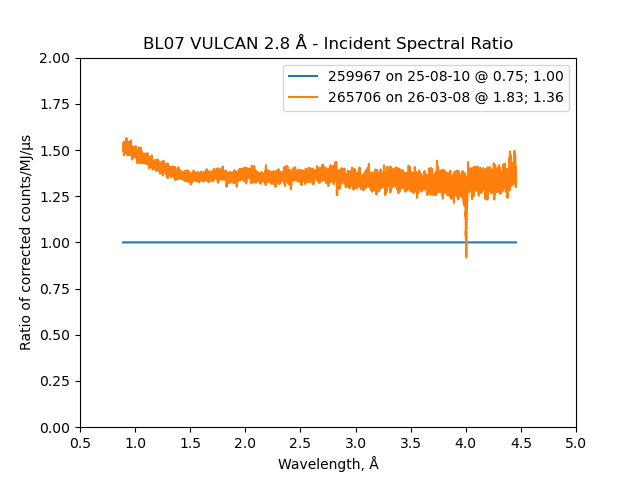 BL07 VULCAN 2.8 Å - Incident Spectral Ratio
2.00
1.75
1.50
1.25
1.00
0.75
0.50
0.25
0.00
Ratio of corrected counts/MJ/μs
259967 on 25-08-10 @ 0.75; 1.00
265706 on 26-03-08 @ 1.83; 1.36
0.5 1.0 1.5 2.0 2.5 3.0 3.5 4.0 4.5 5.0
Wavelength, Å